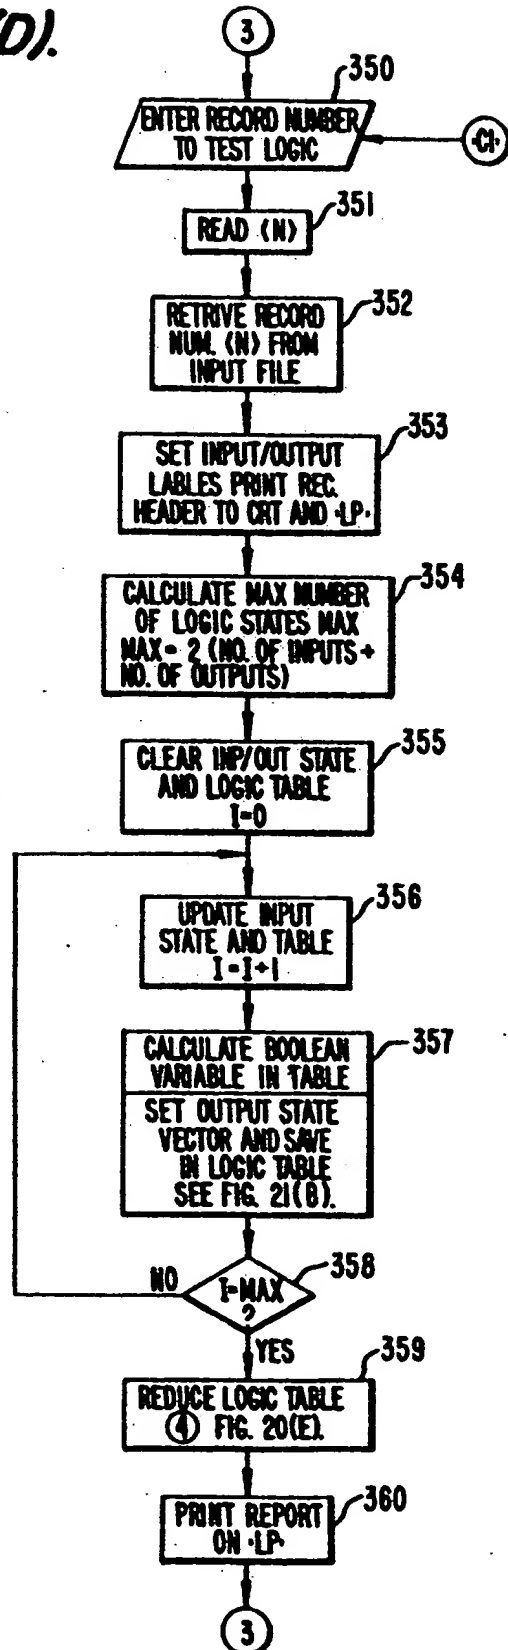 (D).
3
350
ENTER RECORD NUMBER
TO TEST LOGIC
·C1·
351
READ (N)
352
RETRIVE RECORD
NUM. (N) FROM
INPUT FILE
353
SET INPUT/OUTPUT
LABLES PRINT REC.
HEADER TO CRT AND ·LP·
354
CALCULATE MAX NUMBER
OF LOGIC STATES MAX
MAX= 2 (NO. OF INPUTS +
NO. OF OUTPUTS)
355
CLEAR INP/OUT STATE
AND LOGIC TABLE
I=0
356
UPDATE INPUT
STATE AND TABLE
I=I+1
357
CALCULATE BOOLEAN
VARIABLE IN TABLE
SET OUTPUT STATE
VECTOR AND SAVE
IN LOGIC TABLE
SEE FIG. 21(B).
358
NO
I=MAX
?
YES
359
REDUCE LOGIC TABLE
4 FIG. 20(E).
360
PRINT REPORT
ON ·LP·
3